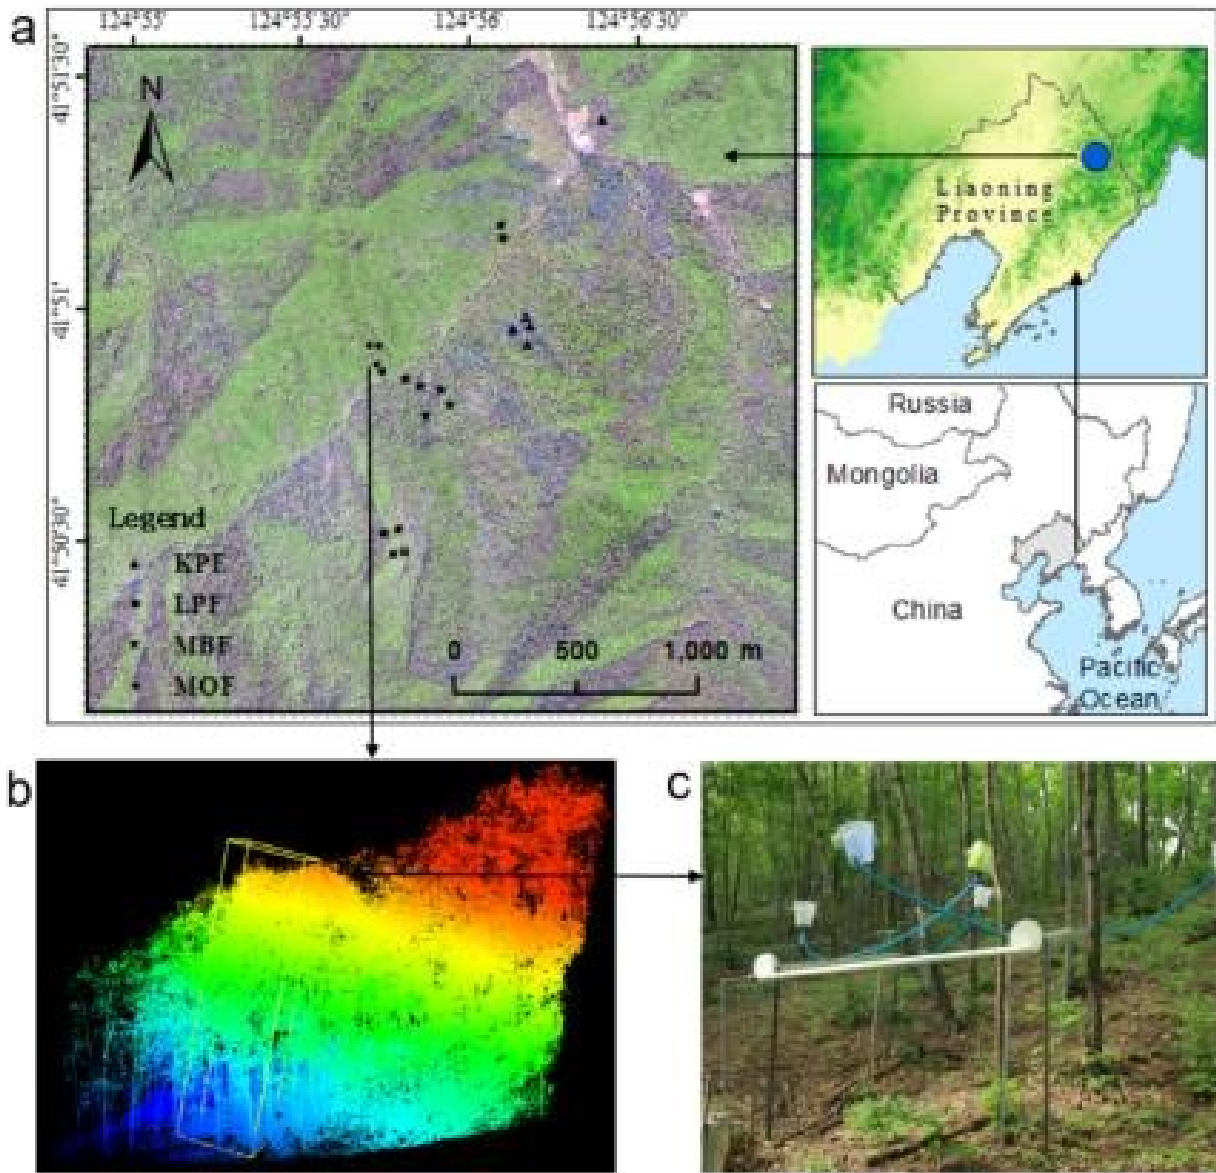 a
124°55'
124°55'30"
124°56'
124°56'30"
41°51'30"
41°51'
41°50'30"
N
Legend
KPF
LPF
MBF
MOF
0 500 1,000 m
Liaoning
Province
Russia
Mongolia
China
Pacific
Ocean
b
c